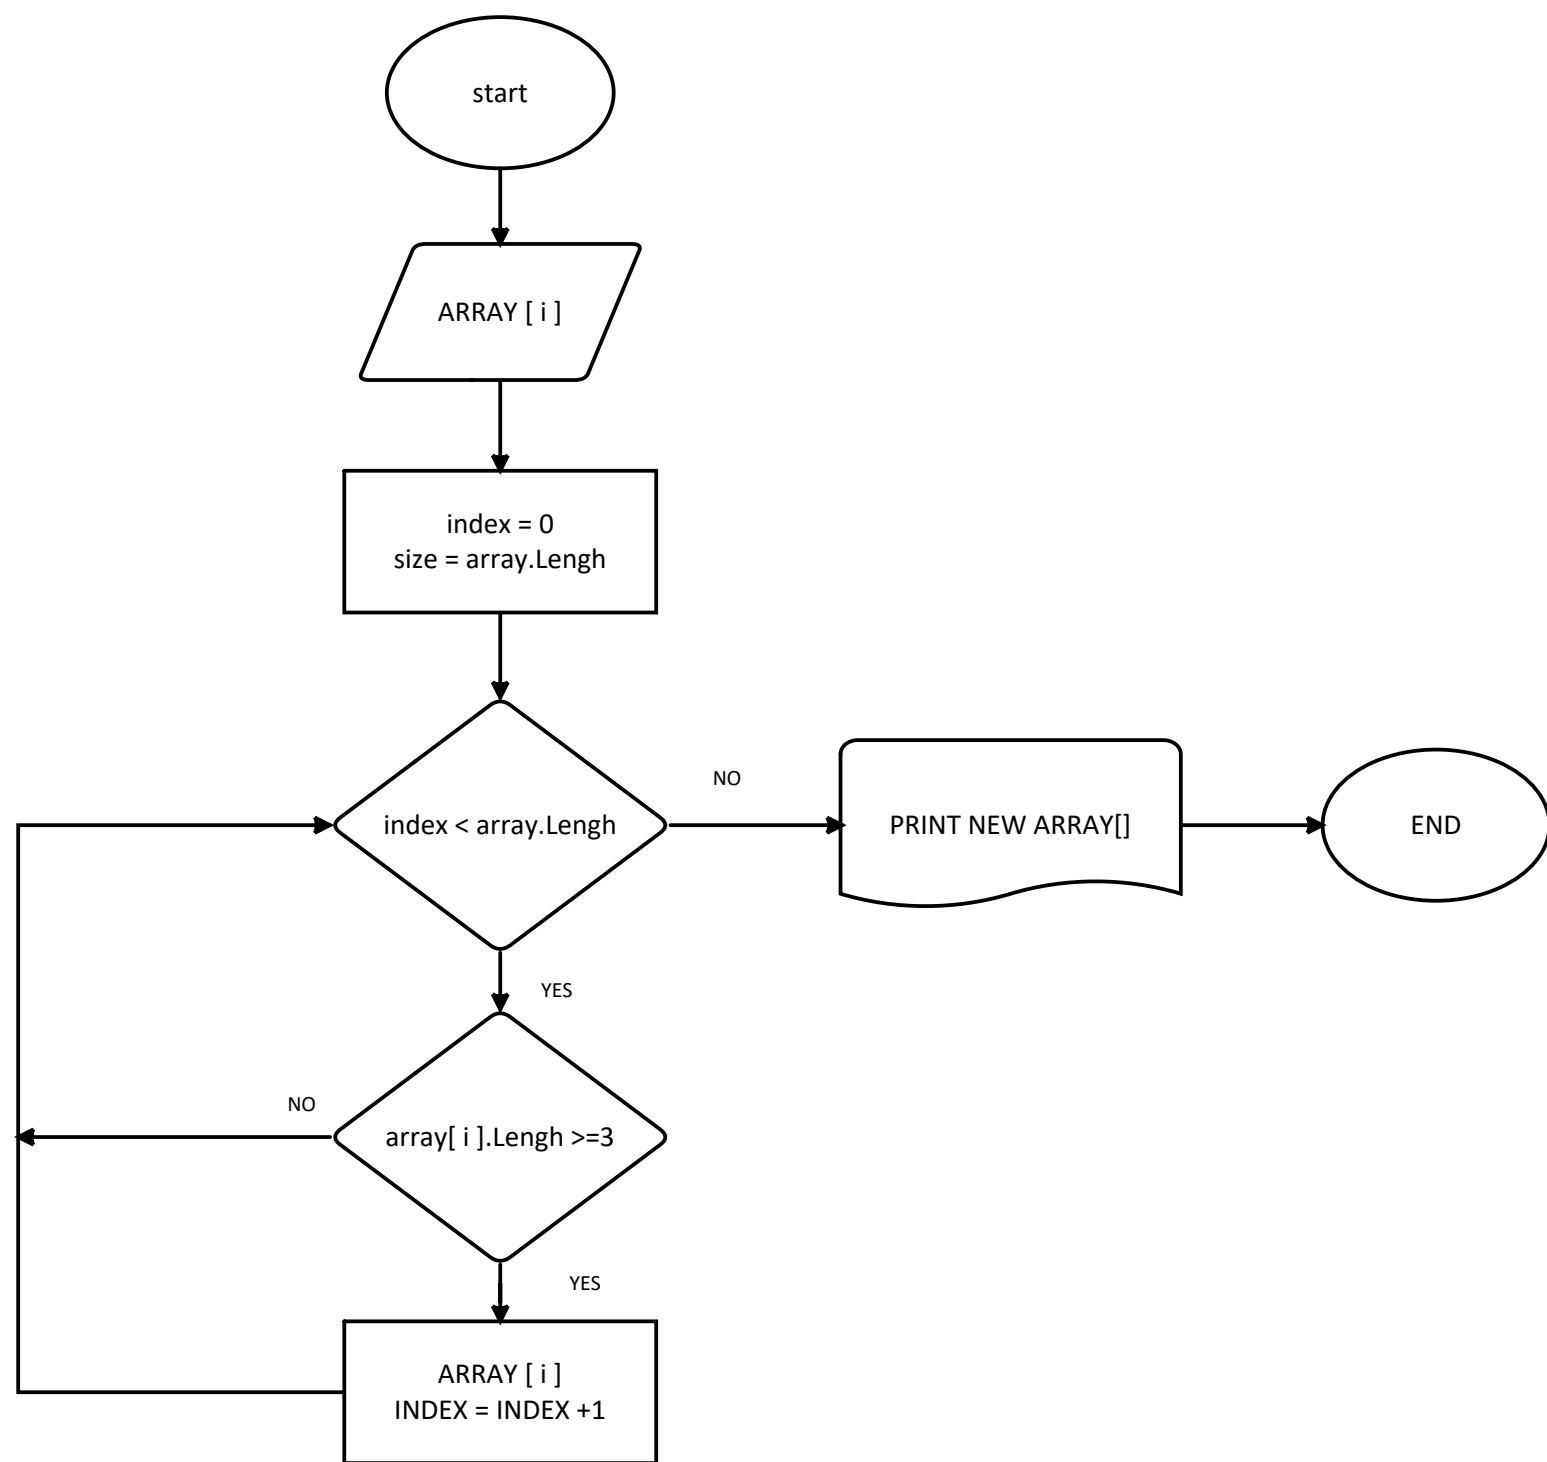 start
ARRAY [ i ]
index = 0
size = array.Lengh
index < array.Lengh
NO
PRINT NEW ARRAY[]
END
YES
array[ i ].Lengh >=3
NO
YES
ARRAY [ i ]
INDEX = INDEX +1